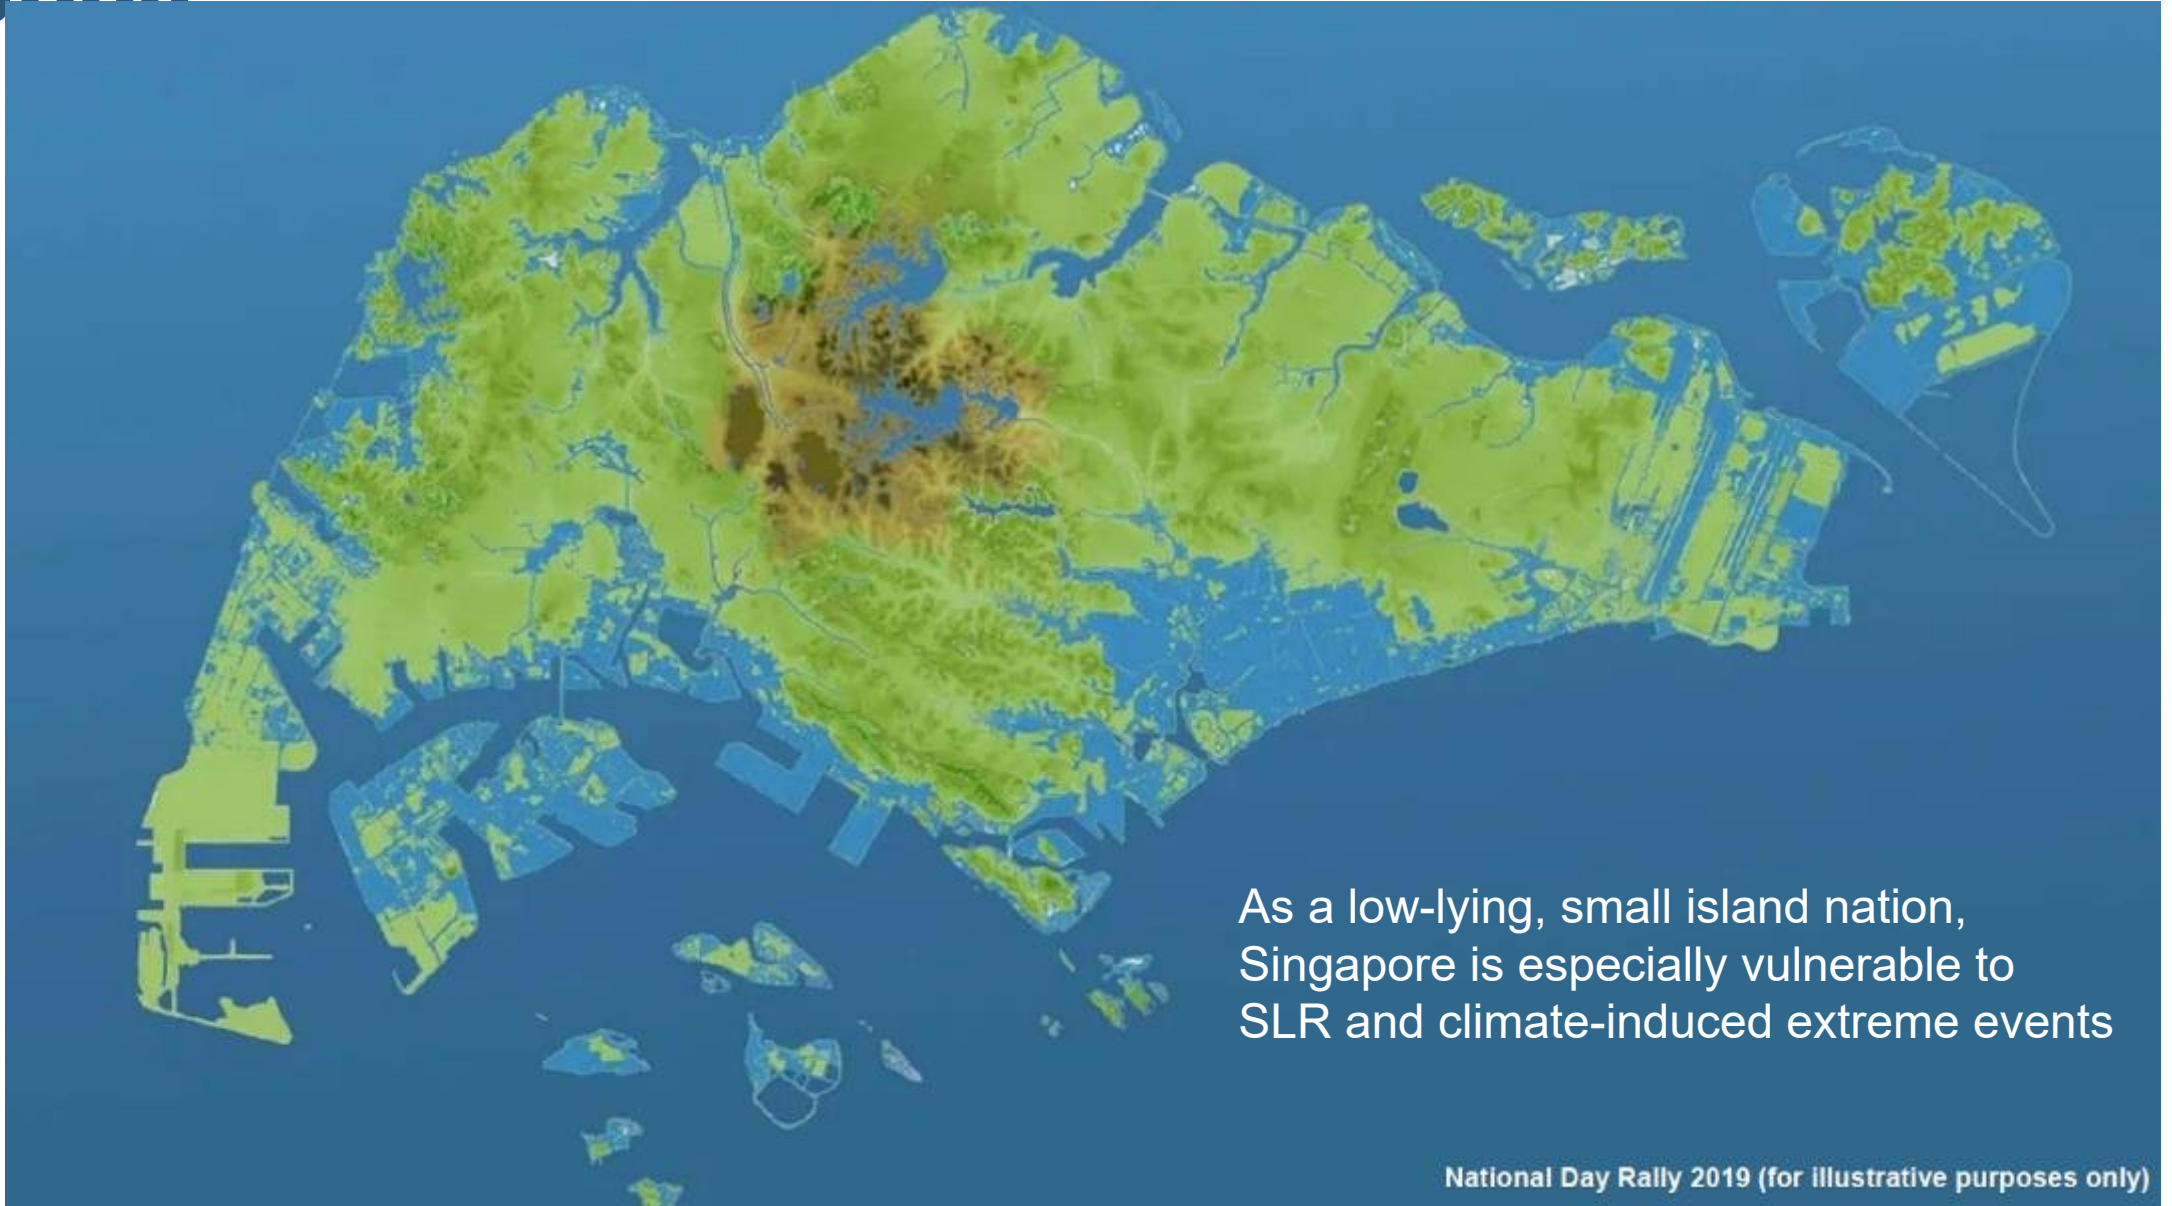 As a low-lying, small island nation,
Singapore is especially vulnerable to
SLR and climate-induced extreme events
National Day Rally 2019 (for illustrative purposes only)